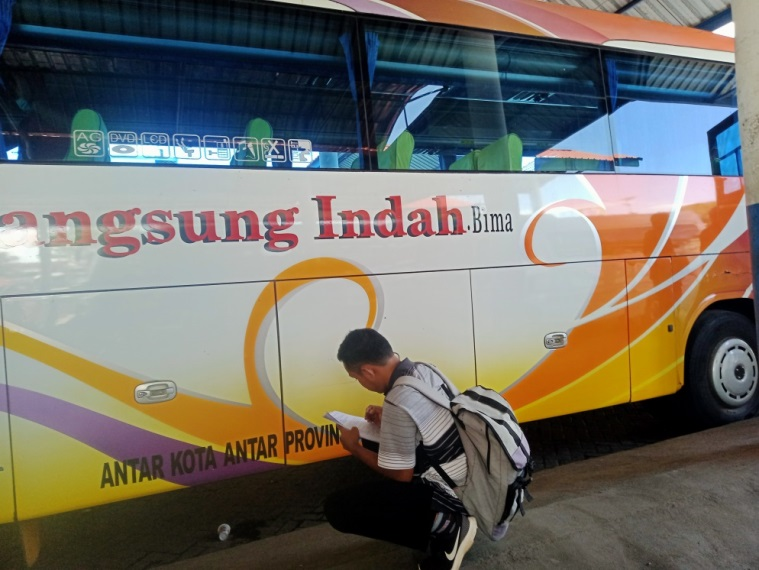 AC DVD LCD
angsung Indah.Bima
ANTAR KOTA ANTAR PROVIN